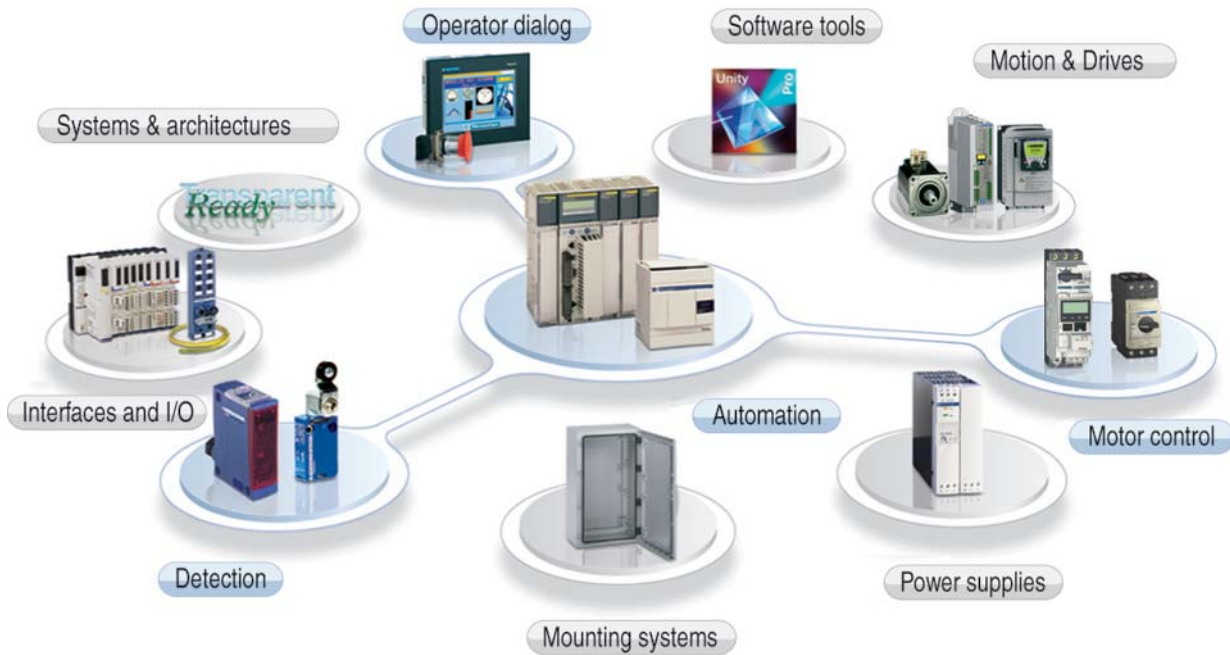 Operator dialog
Software tools
Motion & Drives
Systems & architectures
Unity
Pro
Transparent
Ready
Interfaces and I/O
Automation
Motor control
Detection
Power supplies
Mounting systems